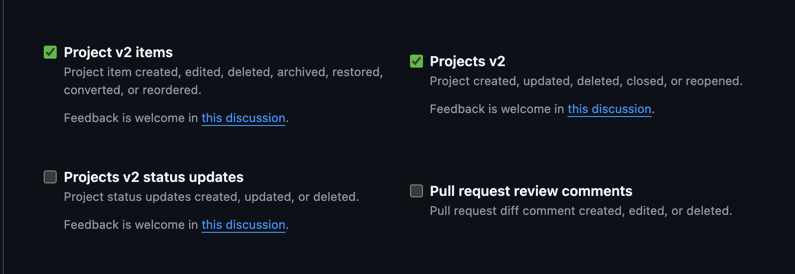 Project v2 items
Project item created, edited, deleted, archived, restored,
converted, or reordered.
Feedback is welcome in this discussion.
Projects v2
Project created, updated, deleted, closed, or reopened.
Feedback is welcome in this discussion.
Projects v2 status updates
Project status updates created, updated, or deleted.
Feedback is welcome in this discussion.
Pull request review comments
Pull request diff comment created, edited, or deleted.